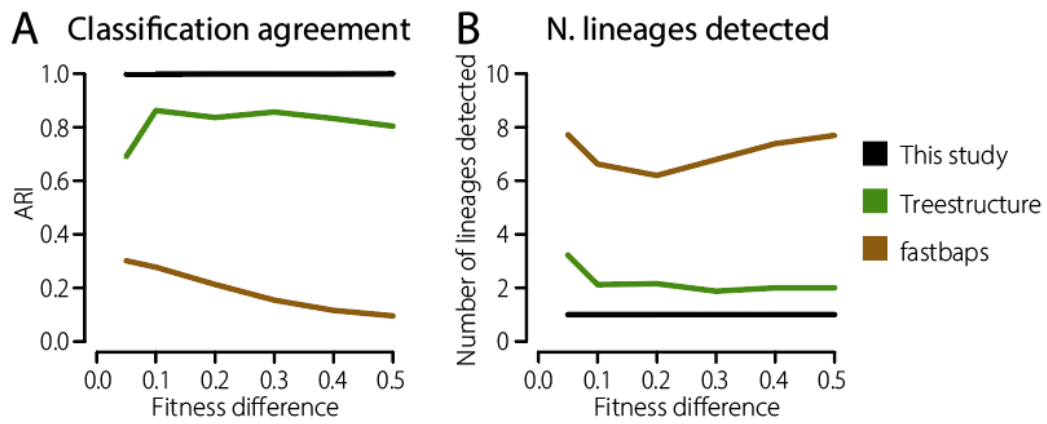 A Classification agreement
ARI
1.0
0.8
0.6
0.4
0.2
0.0
0.0 0.1 0.2 0.3 0.4 0.5
Fitness difference
B N. lineages detected
Number of lineages detected
10
8
6
4
2
0
0.0 0.1 0.2 0.3 0.4 0.5
Fitness difference
This study
Treestructure
fastbaps